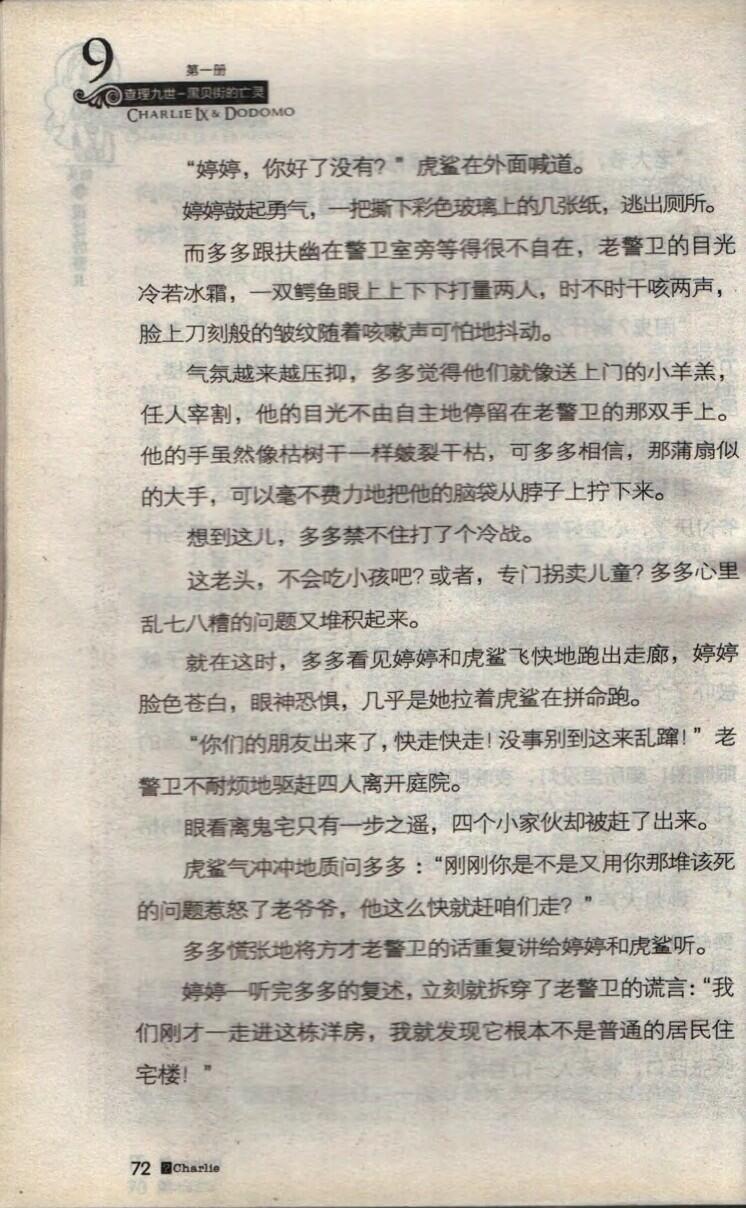 9
第一册
查理九世-黑贝街的亡灵
CHARLIE IX & DODOMO
“婷婷，你好了没有？”虎鲨在外面喊道。
婷婷鼓起勇气，一把撕下彩色玻璃上的几张纸，逃出厕所。
而多多跟扶幽在警卫室旁等得很不自在，老警卫的目光
冷若冰霜，一双鳄鱼眼上上下下打量两人，时不时干咳两声，
脸上刀刻般的皱纹随着咳嗽声可怕地抖动。
气氛越来越压抑，多多觉得他们就像送上门的小羊羔，
任人宰割，他的目光不由自主地停留在老警卫的那双手上。
他的手虽然像枯树干一样皴裂干枯，可多多相信，那蒲扇似
的大手，可以毫不费力地把他的脑袋从脖子上拧下来。
想到这儿，多多禁不住打了个冷战。
这老头，不会吃小孩吧？或者，专门拐卖儿童？多多心里
乱七八糟的问题又堆积起来。
就在这时，多多看见婷婷和虎鲨飞快地跑出走廊，婷婷
脸色苍白，眼神恐惧，几乎是她拉着虎鲨在拼命跑。
“你们的朋友出来了，快走快走！没事别到这来乱蹿！”老
警卫不耐烦地驱赶四人离开庭院。
眼看离鬼宅只有一步之遥，四个小家伙却被赶了出来。
虎鲨气冲冲地质问多多：“刚刚你是不是又用你那堆该死
的问题惹怒了老爷爷，他这么快就赶咱们走？”
多多慌张地将方才老警卫的话重复讲给婷婷和虎鲨听。
婷婷一听完多多的复述，立刻就拆穿了老警卫的谎言：“我
们刚才一走进这栋洋房，我就发现它根本不是普通的居民住
宅楼！”
72 Charlie